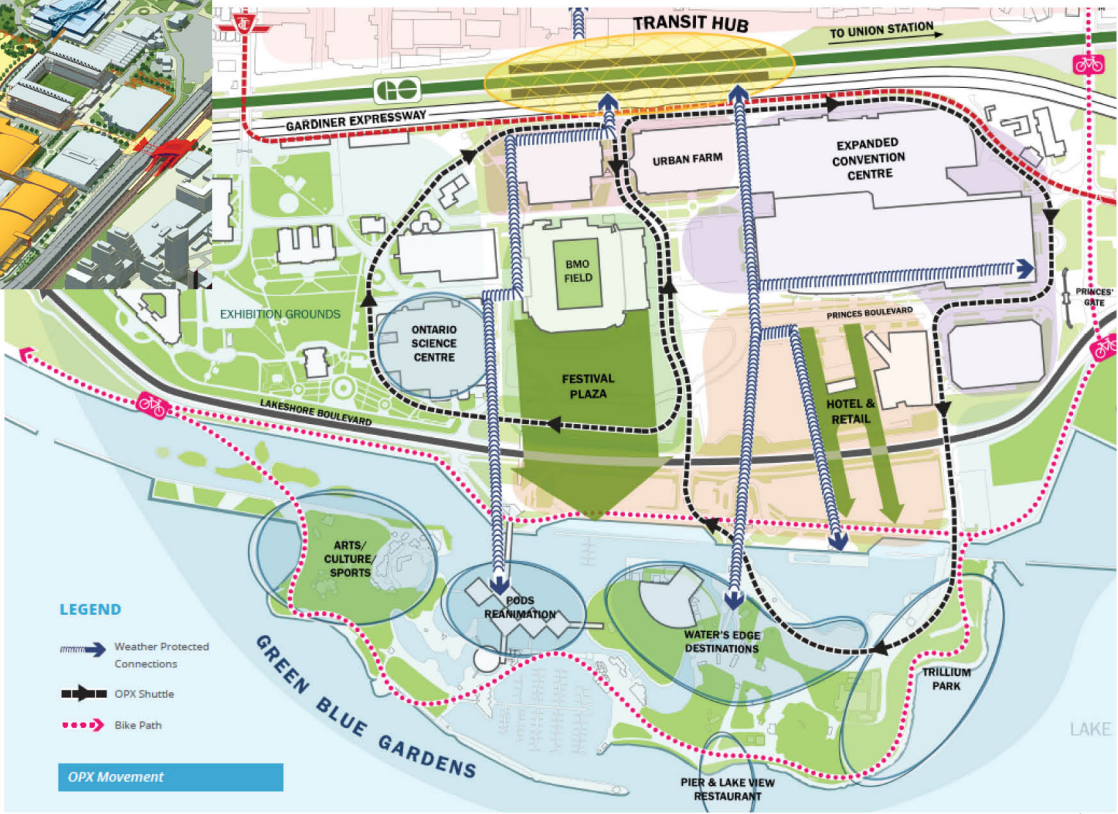 TRANSIT HUB
TO UNION STATION
GO
GARDINER EXPRESSWAY
URBAN FARM
EXPANDED
CONVENTION
CENTRE
BMO
FIELD
EXHIBITION GROUNDS
ONTARIO
SCIENCE
CENTRE
PRINCES'
GATE
PRINCES BOULEVARD
FESTIVAL
PLAZA
HOTEL &
RETAIL
LAKESHORE BOULEVARD
ARTS/
CULTURE/
SPORTS
PODS
REANIMATION
WATER'S EDGE
DESTINATIONS
TRILLIUM
PARK
GREEN BLUE GARDENS
LAKE
PIER & LAKE VIEW
RESTAURANT
LEGEND
Weather Protected
Connections
OPX Shuttle
Bike Path
OPX Movement